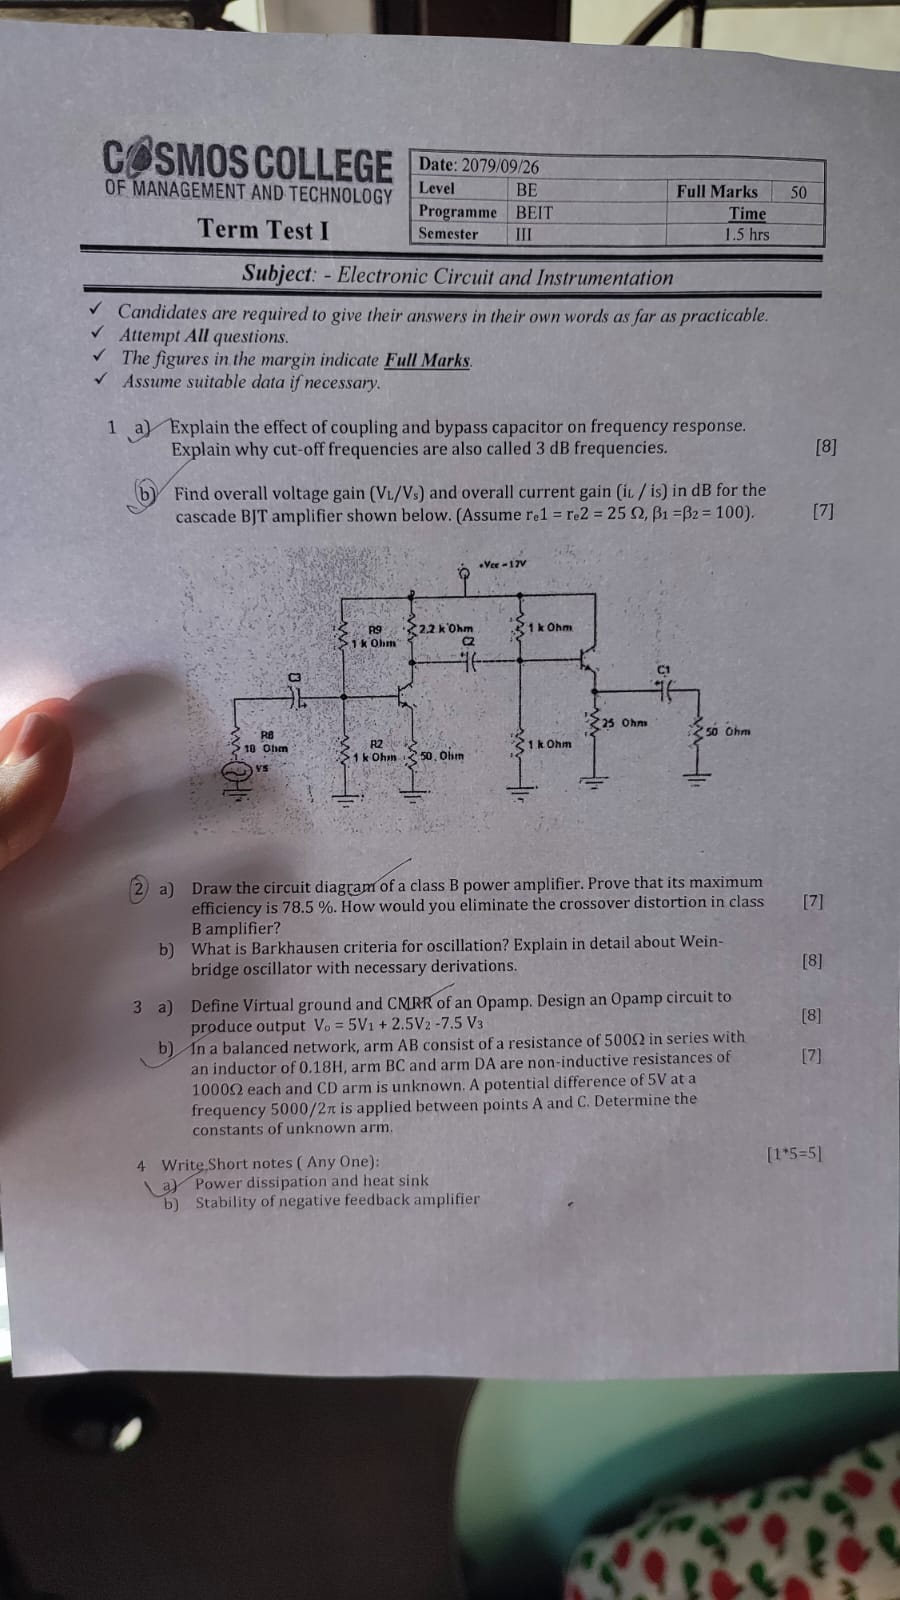 COSMOS COLLEGE
OF MANAGEMENT AND TECHNOLOGY
Term Test I
Date: 2079/09/26
Level BE Full Marks 50
Programme BEIT Time
Semester III 1.5 hrs
Subject: - Electronic Circuit and Instrumentation
✓ Candidates are required to give their answers in their own words as far as practicable.
✓ Attempt All questions.
✓ The figures in the margin indicate Full Marks.
✓ Assume suitable data if necessary.
1 a) Explain the effect of coupling and bypass capacitor on frequency response.
Explain why cut-off frequencies are also called 3 dB frequencies. [8]
b) Find overall voltage gain (VL/Vs) and overall current gain (iL / is) in dB for the
cascade BJT amplifier shown below. (Assume re1 = re2 = 25 Ω, β1 =β2 = 100). [7]
+Vcc - 12V
R9
1 k Ohm
2.2 k Ohm
C2
1 k Ohm
C3
C1
R8
10 Ohm
vs
R2
1 k Ohm
50, Ohm
1 k Ohm
25 Ohm
50 Ohm
2 a) Draw the circuit diagram of a class B power amplifier. Prove that its maximum
efficiency is 78.5 %. How would you eliminate the crossover distortion in class [7]
B amplifier?
b) What is Barkhausen criteria for oscillation? Explain in detail about Wein-
bridge oscillator with necessary derivations. [8]
3 a) Define Virtual ground and CMRR of an Opamp. Design an Opamp circuit to
produce output Vo = 5V1 + 2.5V2 -7.5 V3 [8]
b) In a balanced network, arm AB consist of a resistance of 500Ω in series with
an inductor of 0.18H, arm BC and arm DA are non-inductive resistances of [7]
1000Ω each and CD arm is unknown. A potential difference of 5V at a
frequency 5000/2π is applied between points A and C. Determine the
constants of unknown arm.
4 Write Short notes ( Any One): [1*5=5]
a) Power dissipation and heat sink
b) Stability of negative feedback amplifier